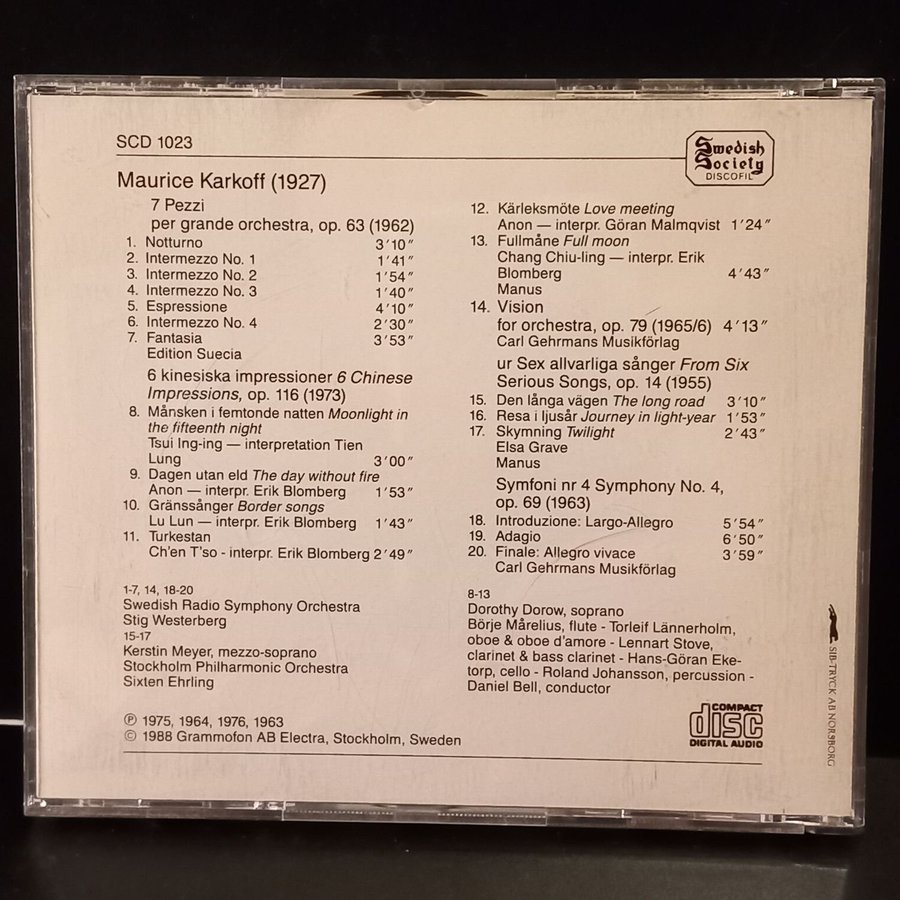 SCD 1023
Swedish
Society
DISCOFIL
Maurice Karkoff (1927)
7 Pezzi
per grande orchestra, op. 63 (1962)
1. Notturno 3′10″
2. Intermezzo No. 1 1′41″
3. Intermezzo No. 2 1′54″
4. Intermezzo No. 3 1′40″
5. Espressione 4′10″
6. Intermezzo No. 4 2′30″
7. Fantasia 3′53″
Edition Suecia
6 kinesiska impressioner 6 Chinese
Impressions, op. 116 (1973)
8. Månsken i femtonde natten Moonlight in
the fifteenth night
Tsui Ing-ing — interpretation Tien
Lung 3′00″
9. Dagen utan eld The day without fire
Anon — interpr. Erik Blomberg 1′53″
10. Gränssånger Border songs
Lu Lun — interpr. Erik Blomberg 1′43″
11. Turkestan
Ch'en T'so - interpr. Erik Blomberg 2′49″
12. Kärleksmöte Love meeting
Anon — interpr. Göran Malmqvist 1′24″
13. Fullmåne Full moon
Chang Chiu-ling — interpr. Erik
Blomberg 4′43″
Manus
14. Vision
for orchestra, op. 79 (1965/6) 4′13″
Carl Gehrmans Musikförlag
ur Sex allvarliga sånger From Six
Serious Songs, op. 14 (1955)
15. Den långa vägen The long road 3′10″
16. Resa i ljusår Journey in light-year 1′53″
17. Skymning Twilight 2′43″
Elsa Grave
Manus
Symfoni nr 4 Symphony No. 4,
op. 69 (1963)
18. Introduzione: Largo-Allegro 5′54″
19. Adagio 6′50″
20. Finale: Allegro vivace 3′59″
Carl Gehrmans Musikförlag
1-7, 14, 18-20
Swedish Radio Symphony Orchestra
Stig Westerberg
15-17
Kerstin Meyer, mezzo-soprano
Stockholm Philharmonic Orchestra
Sixten Ehrling
8-13
Dorothy Dorow, soprano
Börje Mårelius, flute - Torleif Lännerholm,
oboe & oboe d'amore - Lennart Stove,
clarinet & bass clarinet - Hans-Göran Eke-
torp, cello - Roland Johansson, percussion -
Daniel Bell, conductor
℗ 1975, 1964, 1976, 1963
© 1988 Grammofon AB Electra, Stockholm, Sweden
COMPACT
disc
DIGITAL AUDIO
SIB-TRYCK AB NORSBORG